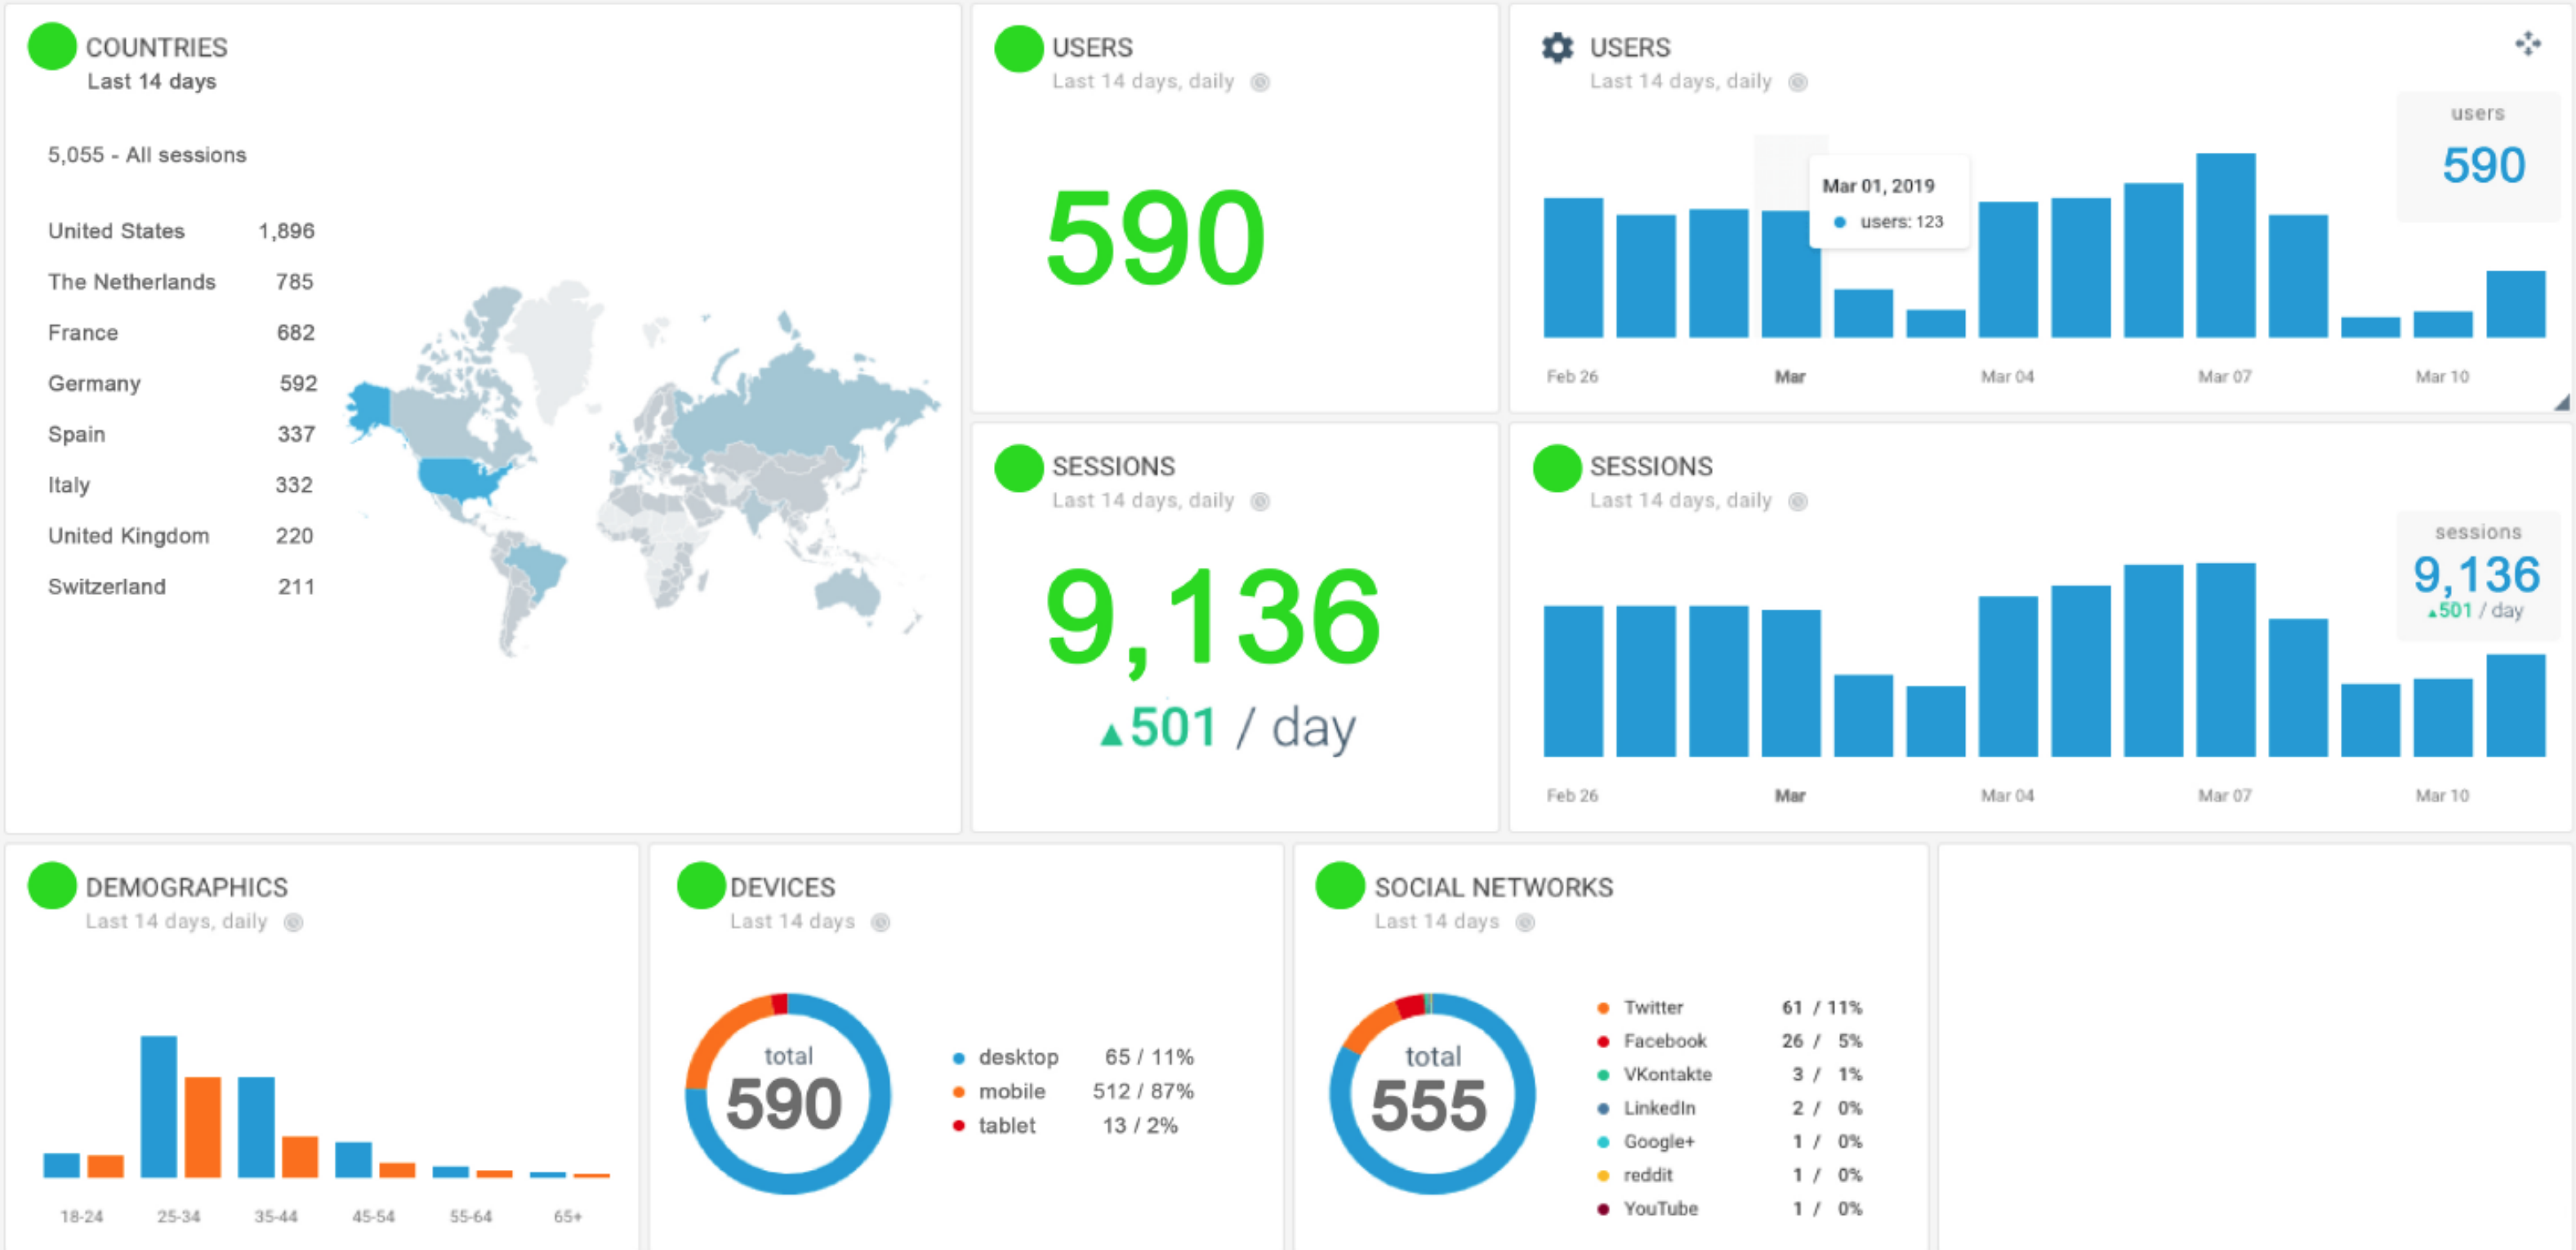 COUNTRIES
Last 14 days
5,055 - All sessions
United States 1,896
The Netherlands 785
France 682
Germany 592
Spain 337
Italy 332
United Kingdom 220
Switzerland 211
USERS
Last 14 days, daily
590
USERS
Last 14 days, daily
users
590
Mar 01, 2019
users: 123
Feb 26 Mar Mar 04 Mar 07 Mar 10
SESSIONS
Last 14 days, daily
9,136
▲501 / day
SESSIONS
Last 14 days, daily
sessions
9,136
▲501 / day
Feb 26 Mar Mar 04 Mar 07 Mar 10
DEMOGRAPHICS
Last 14 days, daily
18-24 25-34 35-44 45-54 55-64 65+
DEVICES
Last 14 days
total
590
desktop 65 / 11%
mobile 512 / 87%
tablet 13 / 2%
SOCIAL NETWORKS
Last 14 days
total
555
Twitter 61 / 11%
Facebook 26 / 5%
VKontakte 3 / 1%
LinkedIn 2 / 0%
Google+ 1 / 0%
reddit 1 / 0%
YouTube 1 / 0%